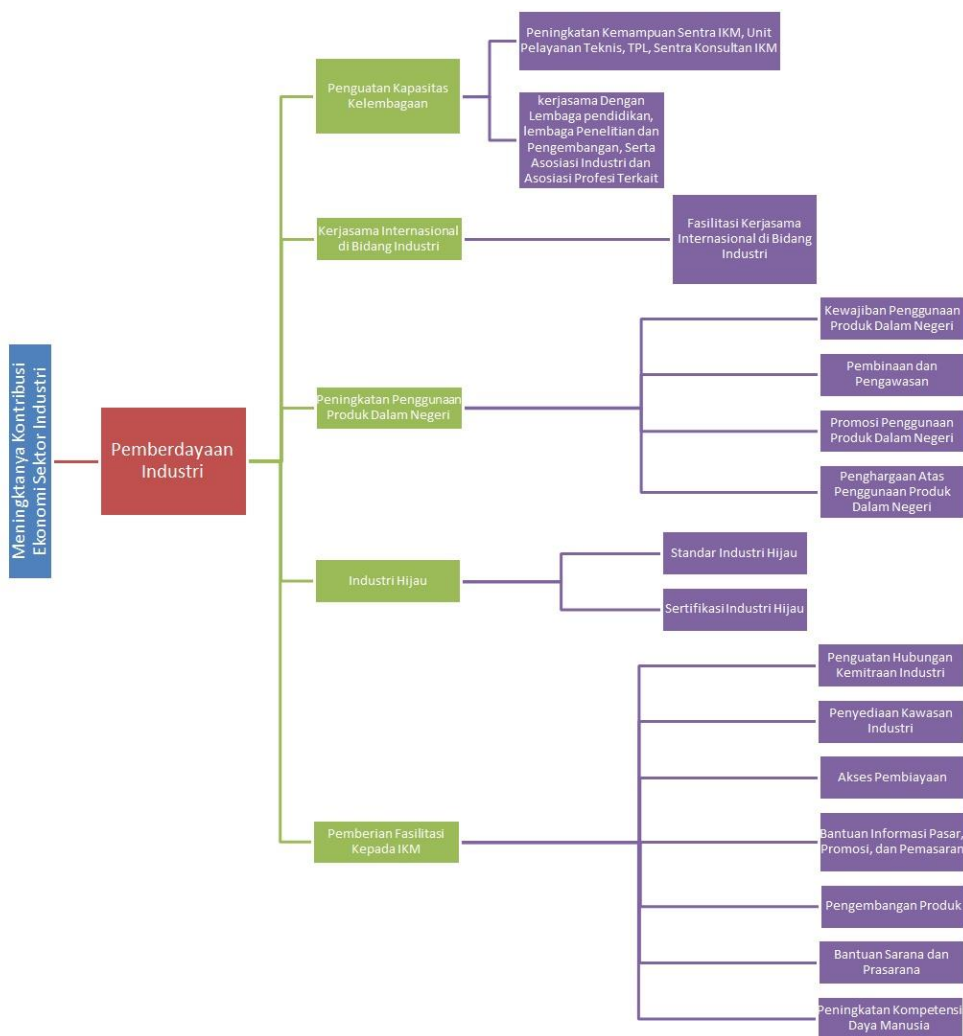 Meningktanya Kontribusi
Ekonomi Sektor Industri
Pemberdayaan
Industri
Penguatan Kapasitas
Kelembagaan
Peningkatan Kemampuan Sentra IKM, Unit
Pelayanan Teknis, TPL, Sentra Konsultan IKM
kerjasama Dengan
Lembaga pendidikan,
lembaga Penelitian dan
Pengembangan, Serta
Asosiasi Industri dan
Asosiasi Profesi Terkait
Kerjasama Internasional
di Bidang Industri
Fasilitasi Kerjasama
Internasional di Bidang
Industri
Peningkatan Penggunaan
Produk Dalam Negeri
Kewajiban Penggunaan
Produk Dalam Negeri
Pembinaan dan
Pengawasan
Promosi Penggunaan
Produk Dalam Negeri
Penghargaan Atas
Penggunaan Produk
Dalam Negeri
Industri Hijau
Standar Industri Hijau
Sertifikasi Industri Hijau
Pemberian Fasilitasi
Kepada IKM
Penguatan Hubungan
Kemitraan Industri
Penyediaan Kawasan
Industri
Akses Pembiayaan
Bantuan Informasi Pasar,
Promosi, dan Pemasaran
Pengembangan Produk
Bantuan Sarana dan
Prasarana
Peningkatan Kompetensi
Daya Manusia